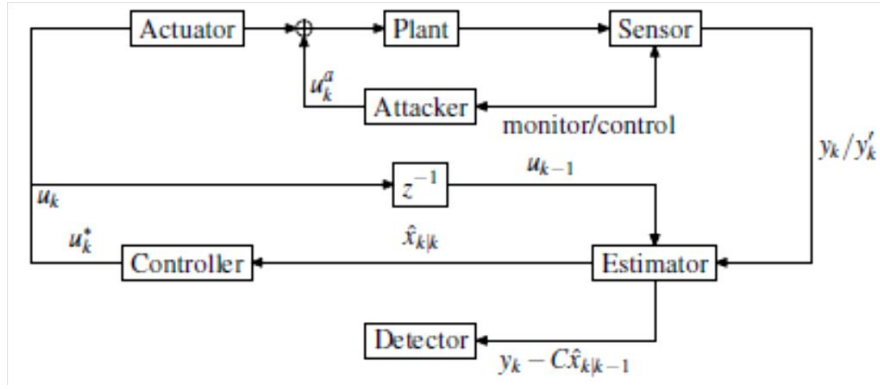 Actuator
Plant
Sensor
u_k^a
Attacker
monitor/control
y_k/y'_k
z^{-1}
u_{k-1}
u_k
u_k^*
x̂_{k|k}
Controller
Estimator
Detector
y_k − Cx̂_{k|k−1}